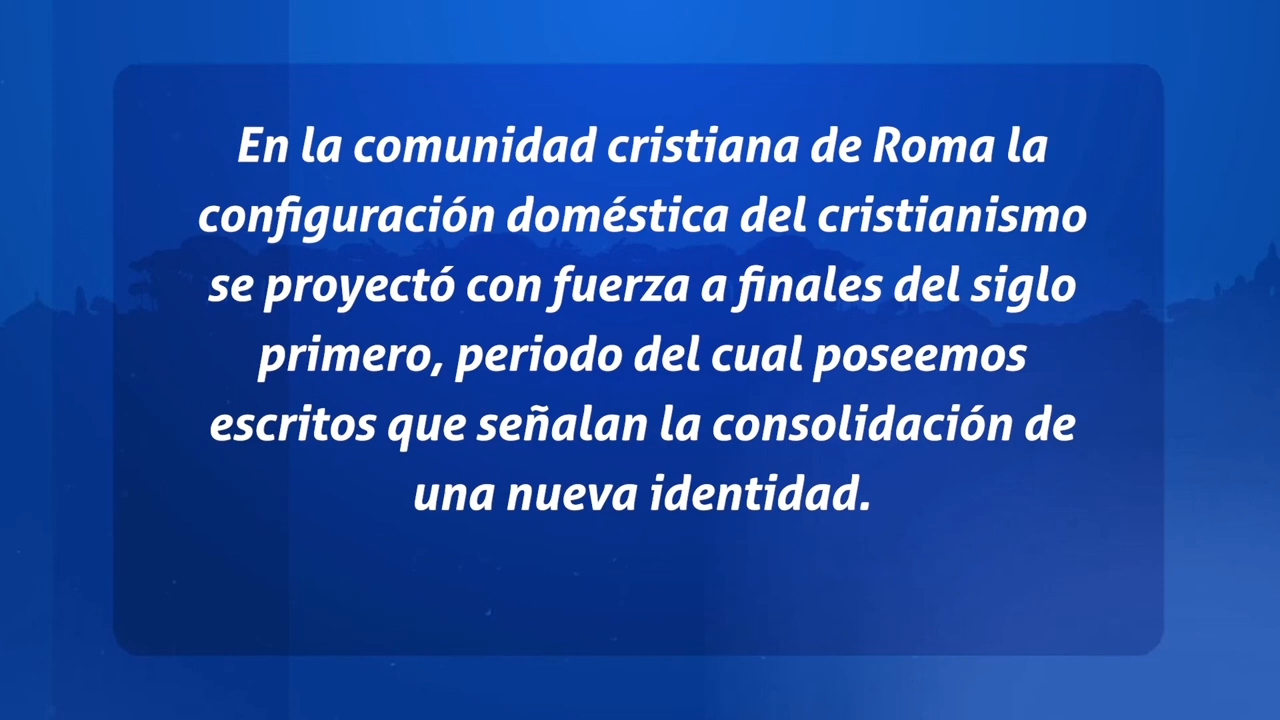 En la comunidad cristiana de Roma la
configuración doméstica del cristianismo
se proyectó con fuerza a finales del siglo
primero, periodo del cual poseemos
escritos que señalan la consolidación de
una nueva identidad.